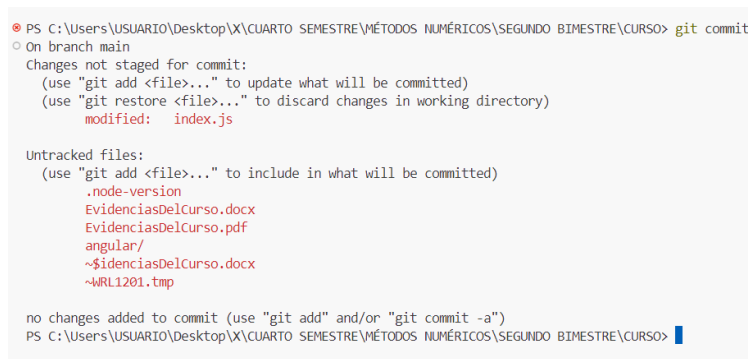 PS C:\Users\USUARIO\Desktop\X\CUARTO SEMESTRE\MÉTODOS NUMÉRICOS\SEGUNDO BIMESTRE\CURSO> git commit
On branch main
Changes not staged for commit:
  (use "git add <file>..." to update what will be committed)
  (use "git restore <file>..." to discard changes in working directory)
        modified:   index.js

Untracked files:
  (use "git add <file>..." to include in what will be committed)
        .node-version
        EvidenciasDelCurso.docx
        EvidenciasDelCurso.pdf
        angular/
        ~$idenciasDelCurso.docx
        ~WRL1201.tmp

no changes added to commit (use "git add" and/or "git commit -a")
PS C:\Users\USUARIO\Desktop\X\CUARTO SEMESTRE\MÉTODOS NUMÉRICOS\SEGUNDO BIMESTRE\CURSO>